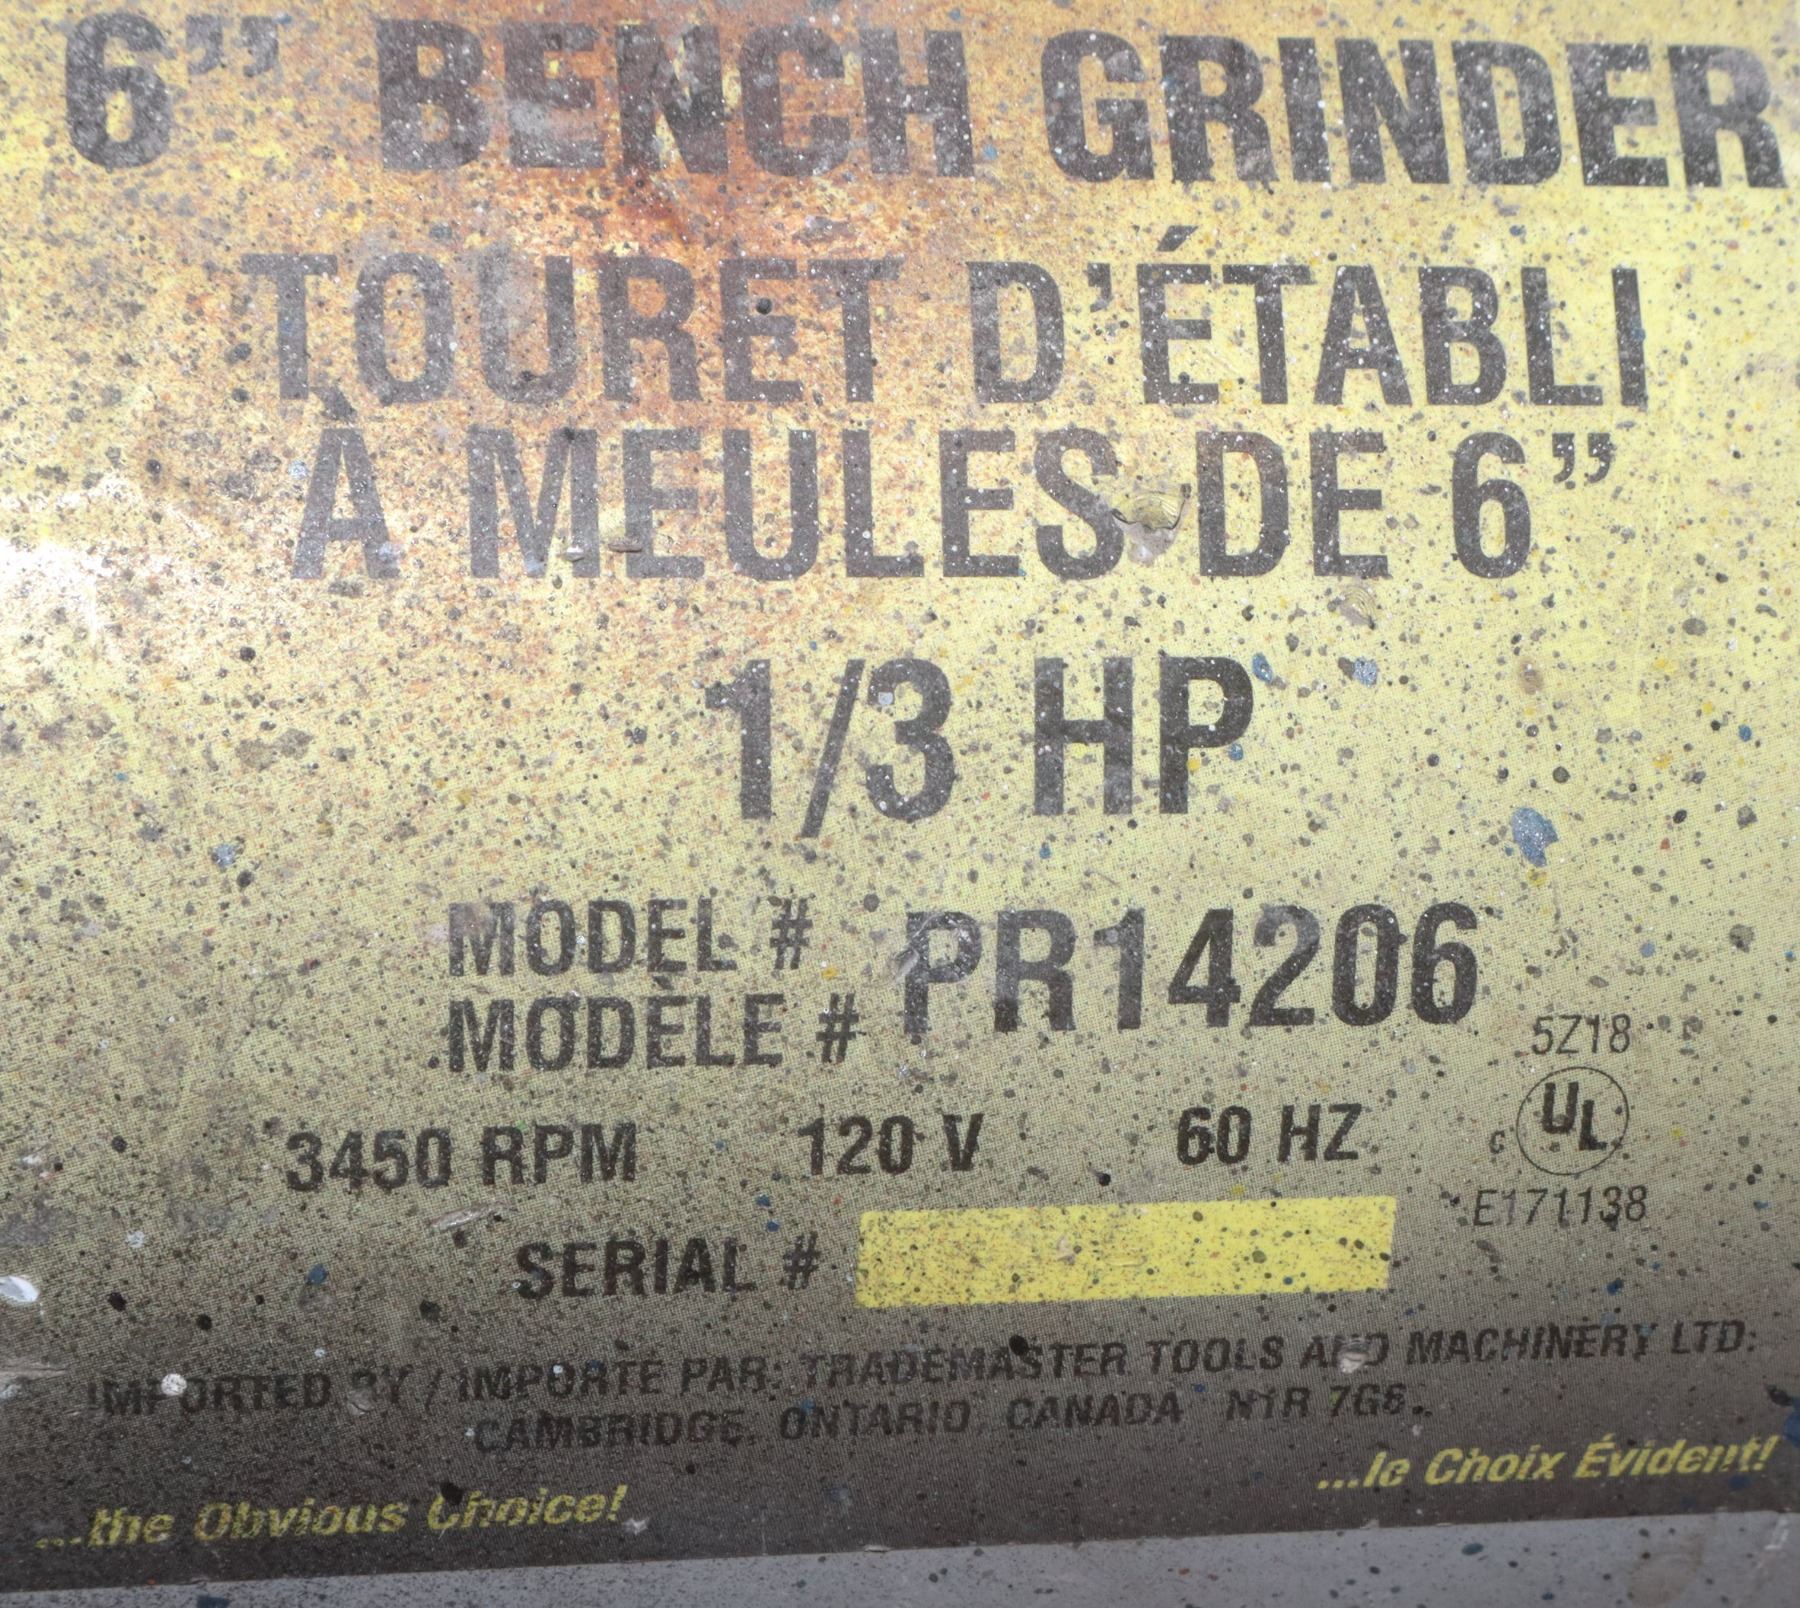 6” BENCH GRINDER
TOURET D’ÉTABLI
À MEULES DE 6”
1/3 HP
MODEL # PR14206
MODÈLE #
5Z18
3450 RPM 120 V 60 HZ
c UL
E171138
SERIAL #
IMPORTED BY / IMPORTÉ PAR: TRADEMASTER TOOLS AND MACHINERY LTD.
CAMBRIDGE, ONTARIO, CANADA N1R 7G8.
...the Obvious Choice!
...le Choix Évident!